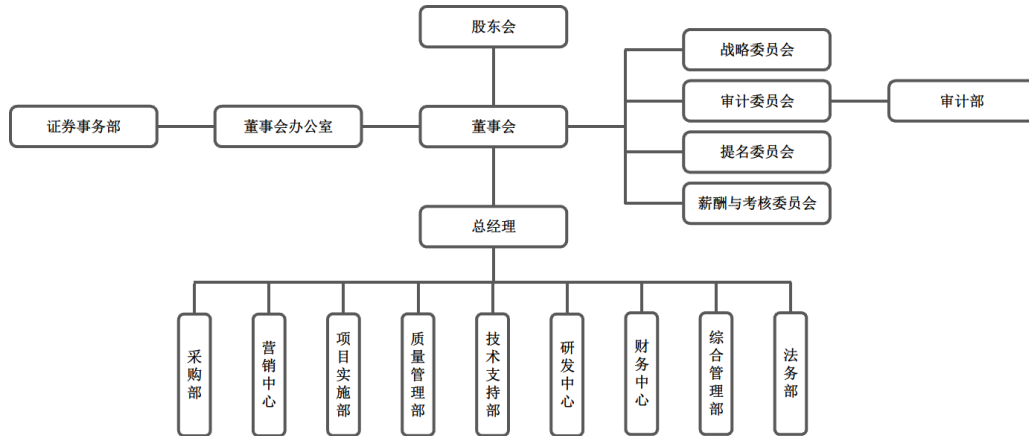 股东会
战略委员会
审计委员会
审计部
证券事务部
董事会办公室
董事会
提名委员会
薪酬与考核委员会
总经理
采购部
营销中心
项目实施部
质量管理部
技术支持部
研发中心
财务中心
综合管理部
法务部